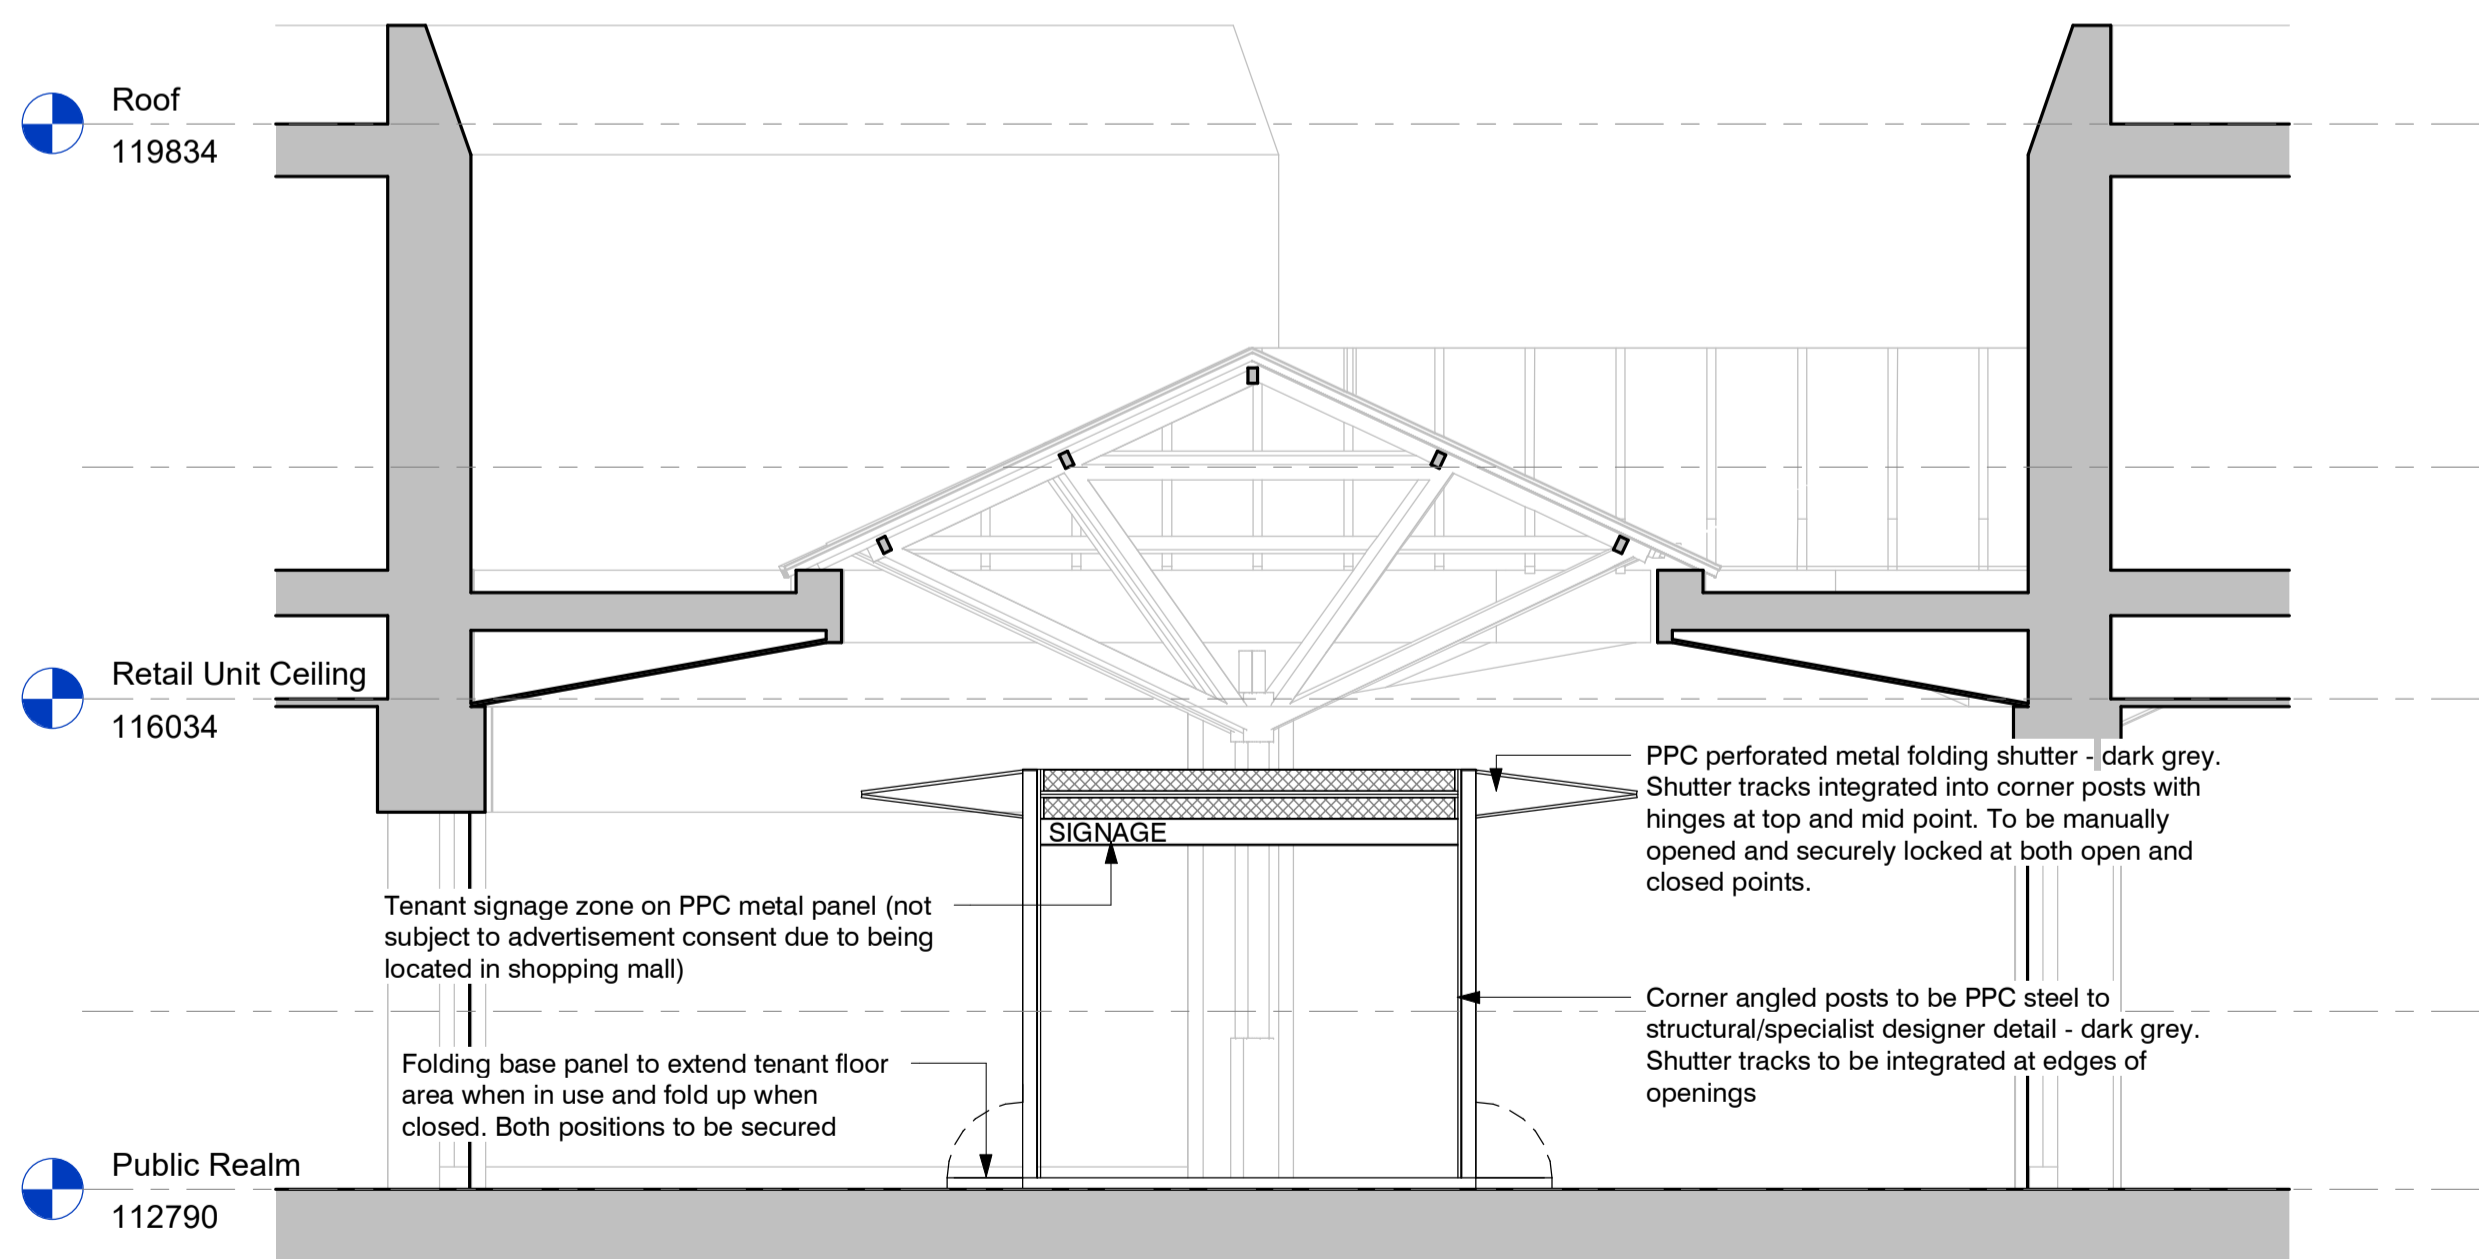 Roof
119834
Retail Unit Ceiling
116034
PPC perforated metal folding shutter - dark grey.
Shutter tracks integrated into corner posts with
hinges at top and mid point. To be manually
opened and securely locked at both open and
closed points.
SIGNAGE
Tenant signage zone on PPC metal panel (not
subject to advertisement consent due to being
located in shopping mall)
Corner angled posts to be PPC steel to
structural/specialist designer detail - dark grey.
Shutter tracks to be integrated at edges of
openings
Folding base panel to extend tenant floor
area when in use and fold up when
closed. Both positions to be secured
Public Realm
112790